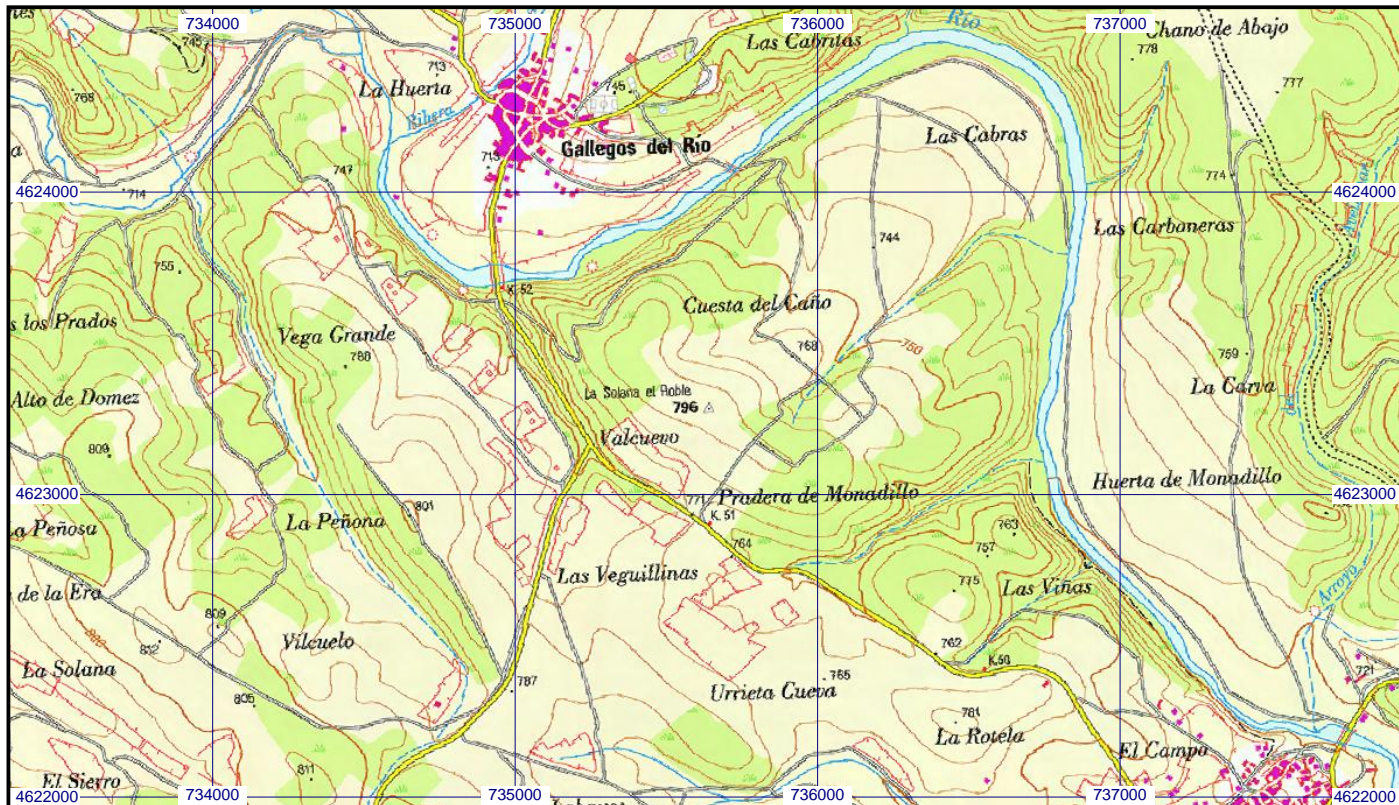 734000
735000
736000
737000
Río
Las Cabritas
Chano de Abajo
745
713
778
768
La Huerta
745
777
Ribera
Las Cabras
Gallegos del Río
713
747
774
4624000
714
4624000
Las Carboneras
744
755
K. 52
Cuesta del Caño
s los Prados
Vega Grande
768
750
759
788
La Carva
La Solana el Roble
796
Alto de Domez
Valcuevo
809
Huerta de Monadillo
4623000
Pradera de Monadillo
4623000
771
801
La Peñona
K. 51
a Peñosa
763
764
757
Las Veguillinas
Arroyo
775
Las Viñas
de la Era
809
812
Vilcuelo
762
K. 50
La Solana
721
765
787
Urrieta Cueva
805
781
La Rotela
El Campo
811
El Sierro
4622000
734000
735000
736000
737000
4622000